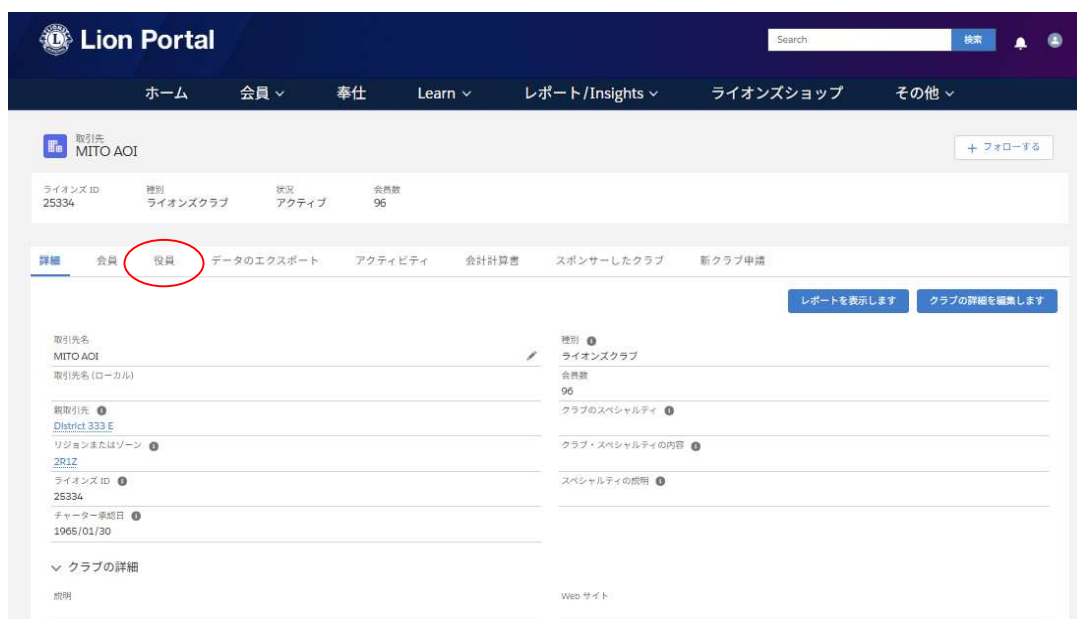 Lion Portal
Search
検索
ホーム 会員 奉仕 Learn レポート/Insights ライオンズショップ その他
取引先
MITO AOI
+ フォローする
ライオンズ ID 種別 状況 会員数
25334 ライオンズクラブ アクティブ 96
詳細 会員 役員 データのエクスポート アクティビティ 会計計算書 スポンサーしたクラブ 新クラブ申請
レポートを表示します クラブの詳細を編集します
取引先名 種別
MITO AOI ライオンズクラブ
取引先名 (ローカル) 会員数
96
親取引先 クラブのスペシャルティ
District 333 E
リジョンまたはゾーン クラブ・スペシャルティの内容
2R1Z
ライオンズ ID スペシャルティの説明
25334
チャーター承認日
1965/01/30
クラブの詳細
説明 Web サイト